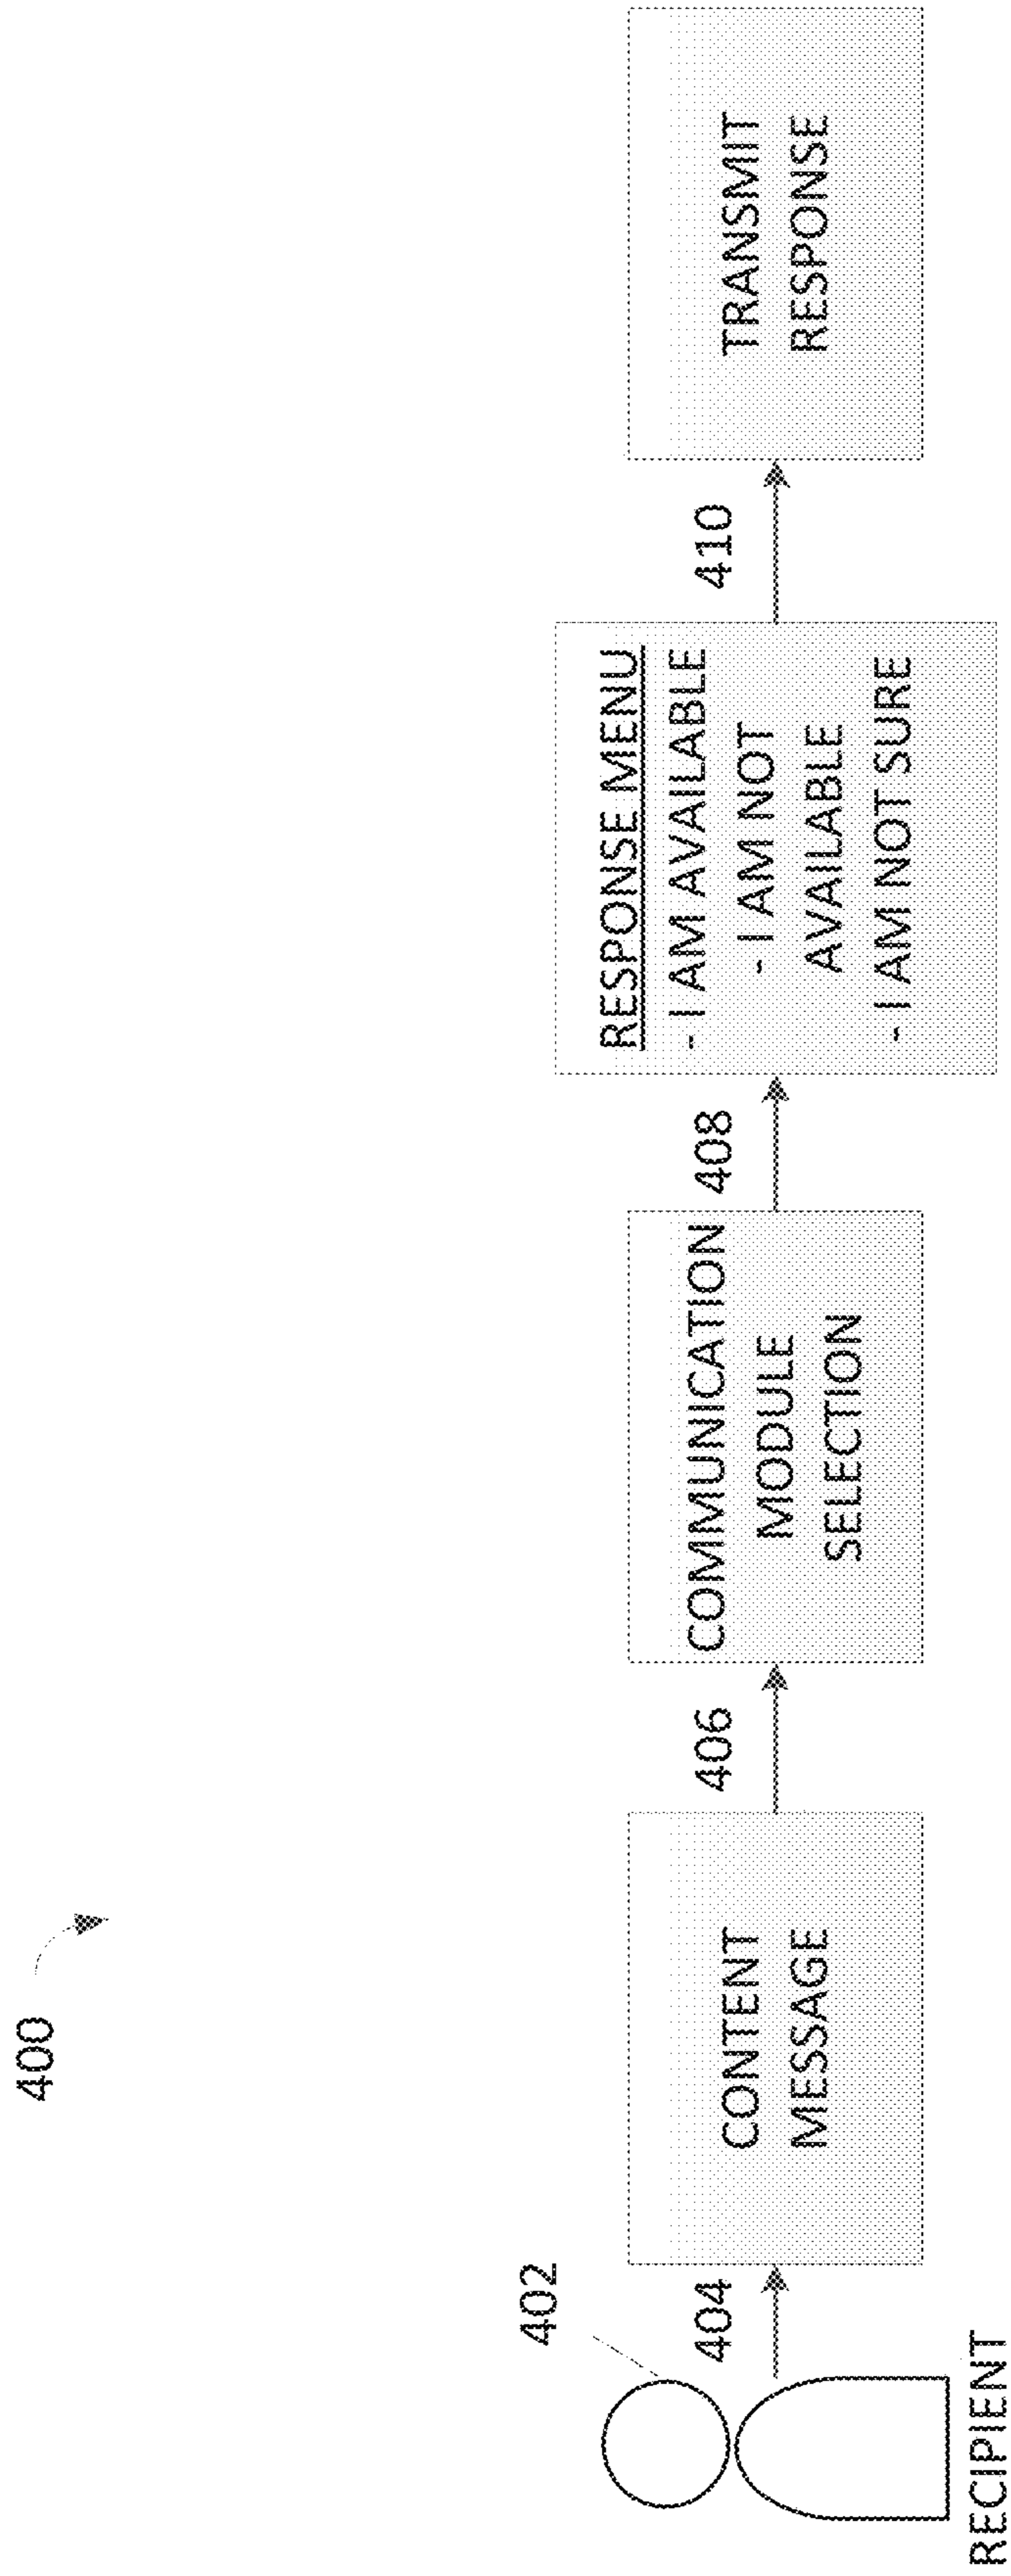 400
402
RECIPIENT
404
CONTENT
MESSAGE
406
COMMUNICATION
MODULE
SELECTION
408
RESPONSE MENU
- I AM AVAILABLE
- I AM NOT
AVAILABLE
- I AM NOT SURE
410
TRANSMIT
RESPONSE